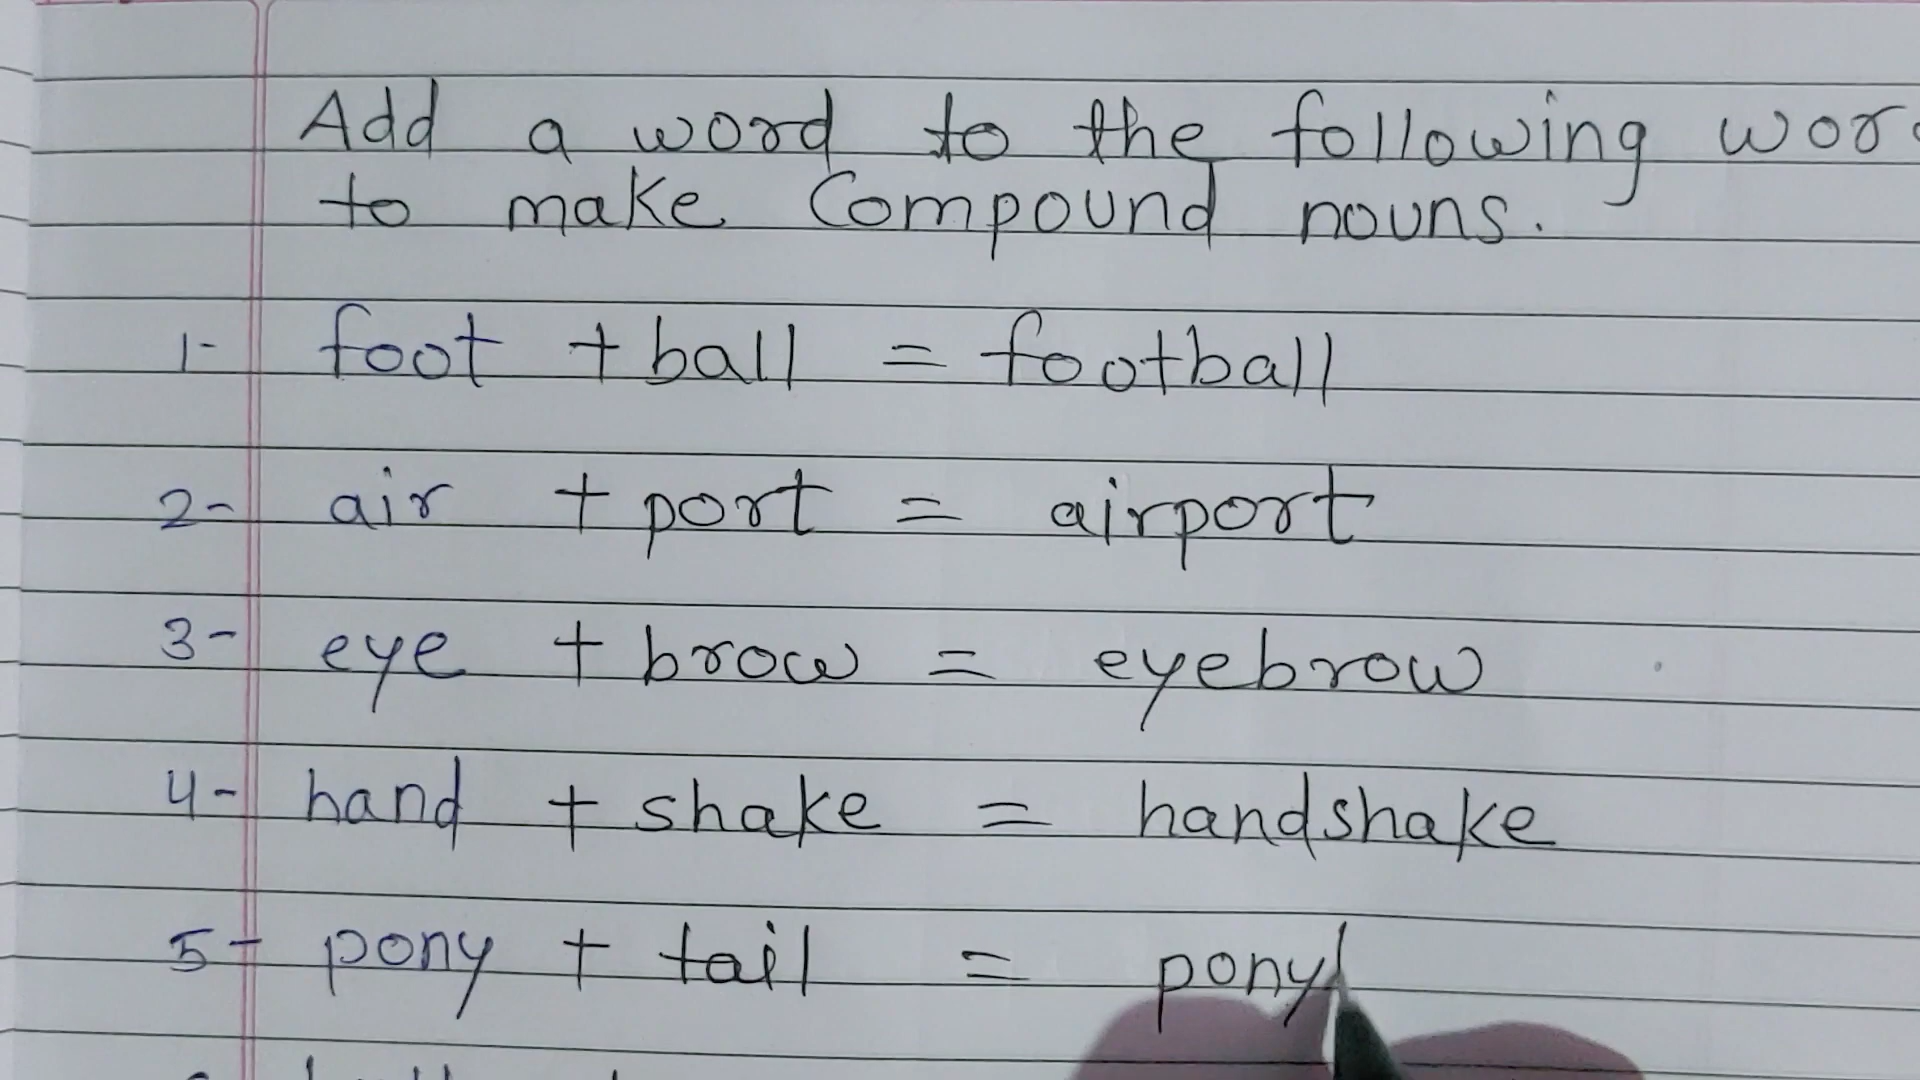 Add a word to the following
to make Compound nouns.
1- foot + ball = football
2- air + port = airport
3- eye + brow = eyebrow
4- hand + shake = handshake
5- pony + tail = pony